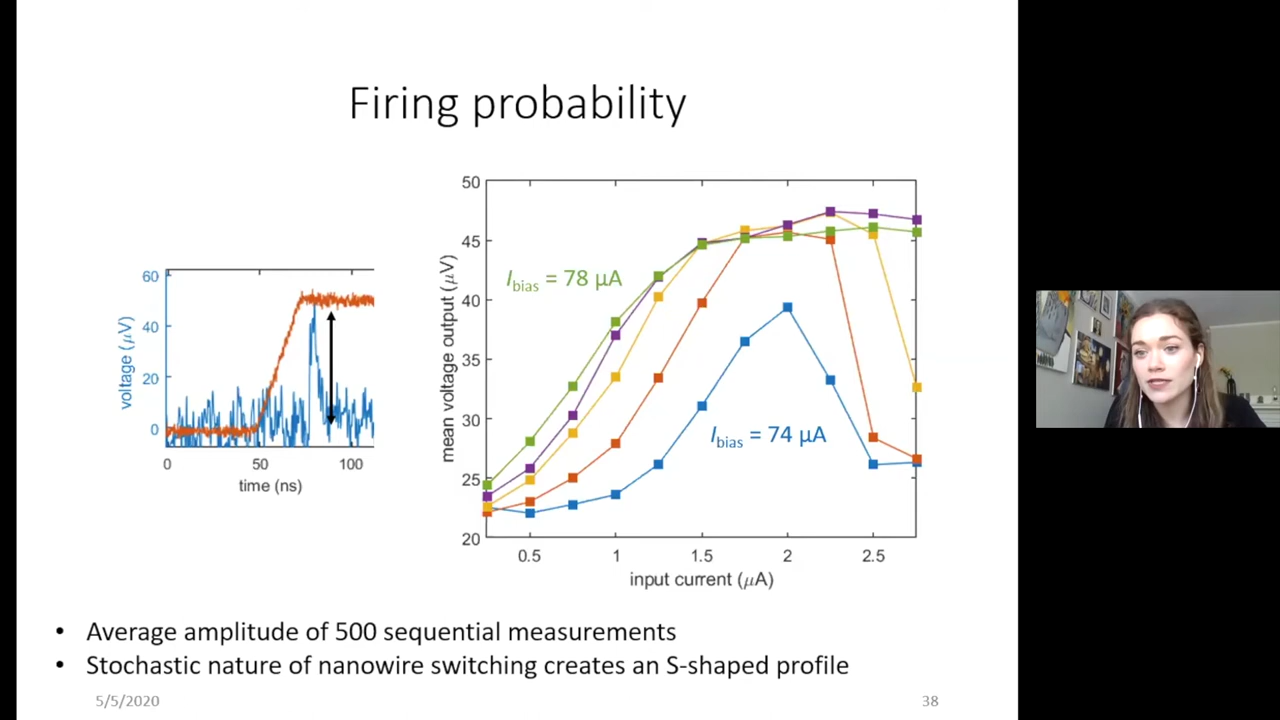 Firing probability
60
40
20
0
voltage (μV)
0 50 100
time (ns)
50
45
40
35
30
25
20
mean voltage output (μV)
Ibias = 78 μA
Ibias = 74 μA
0.5 1 1.5 2 2.5
input current (μA)
• Average amplitude of 500 sequential measurements
• Stochastic nature of nanowire switching creates an S-shaped profile
5/5/2020 38